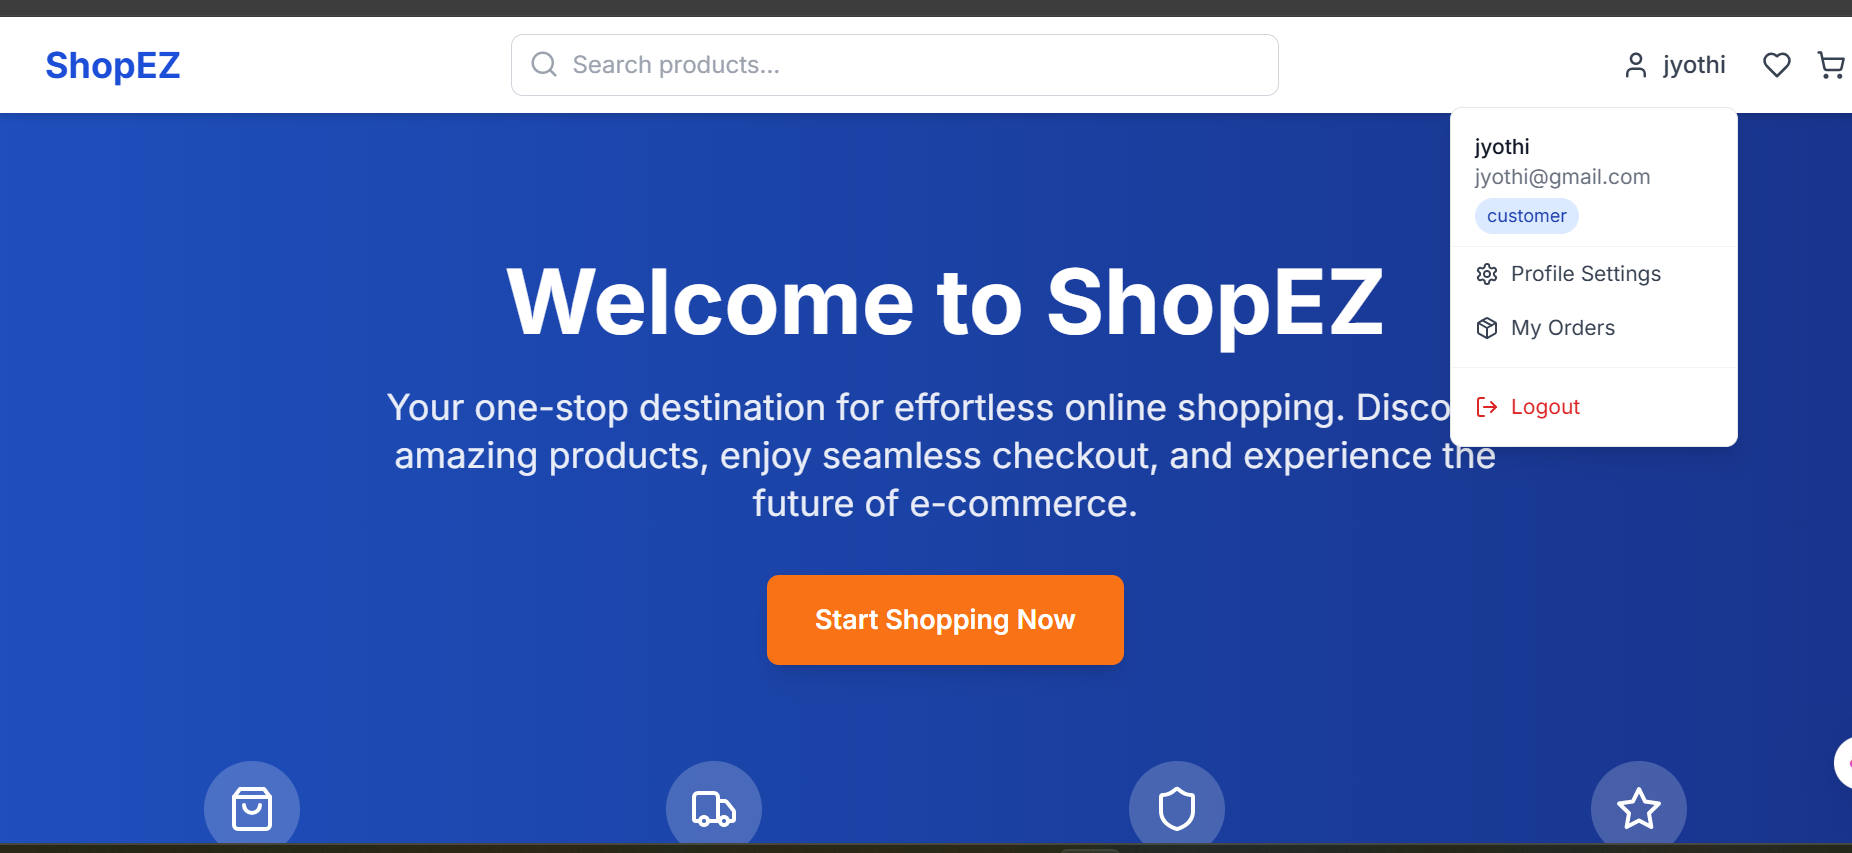 ShopEZ
Search products...
jyothi
jyothi
jyothi@gmail.com
customer
Profile Settings
My Orders
Logout
Welcome to ShopEZ
Your one-stop destination for effortless online shopping. Disco
amazing products, enjoy seamless checkout, and experience the
future of e-commerce.
Start Shopping Now